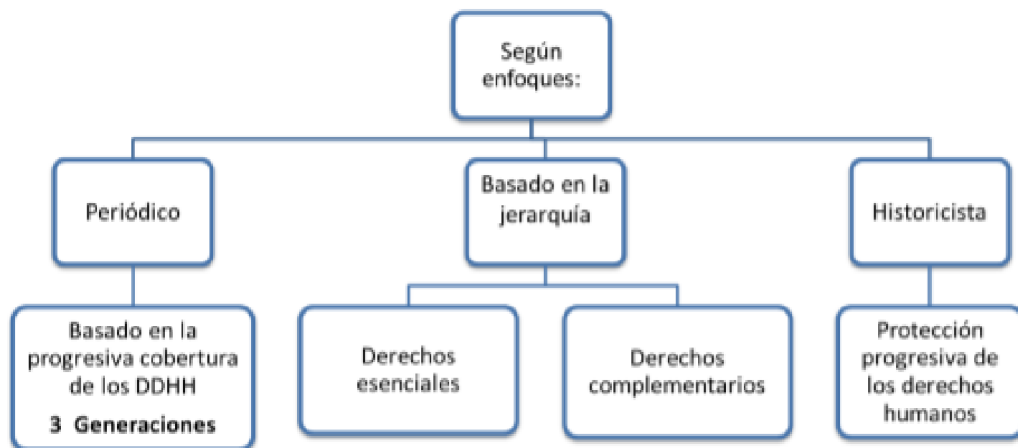 Según
enfoques:
Periódico
Basado en la
jerarquía
Historicista
Basado en la
progresiva cobertura
de los DDHH
3 Generaciones
Derechos
esenciales
Derechos
complementarios
Protección
progresiva de
los derechos
humanos